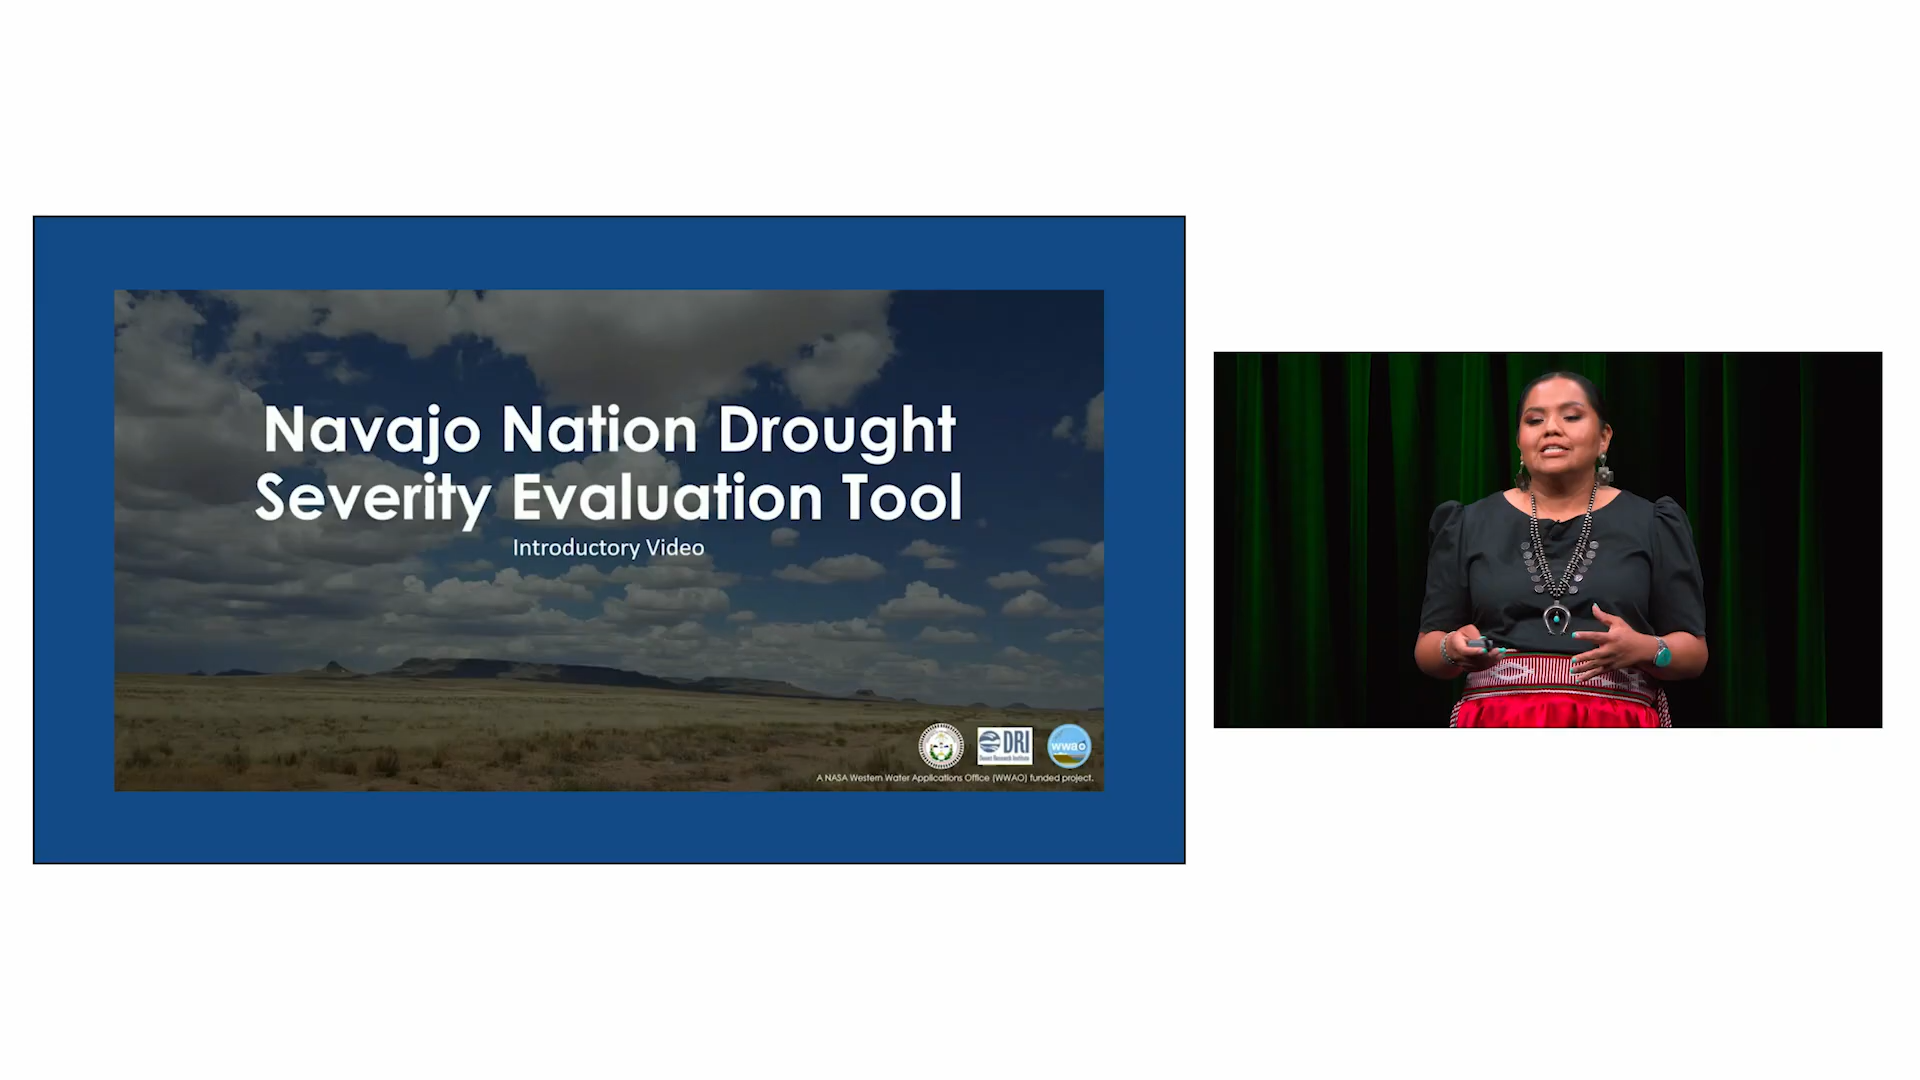 Navajo Nation Drought
Severity Evaluation Tool
Introductory Video
DRI
Desert Research Institute
wwao
A NASA Western Water Applications Office (WWAO) funded project.